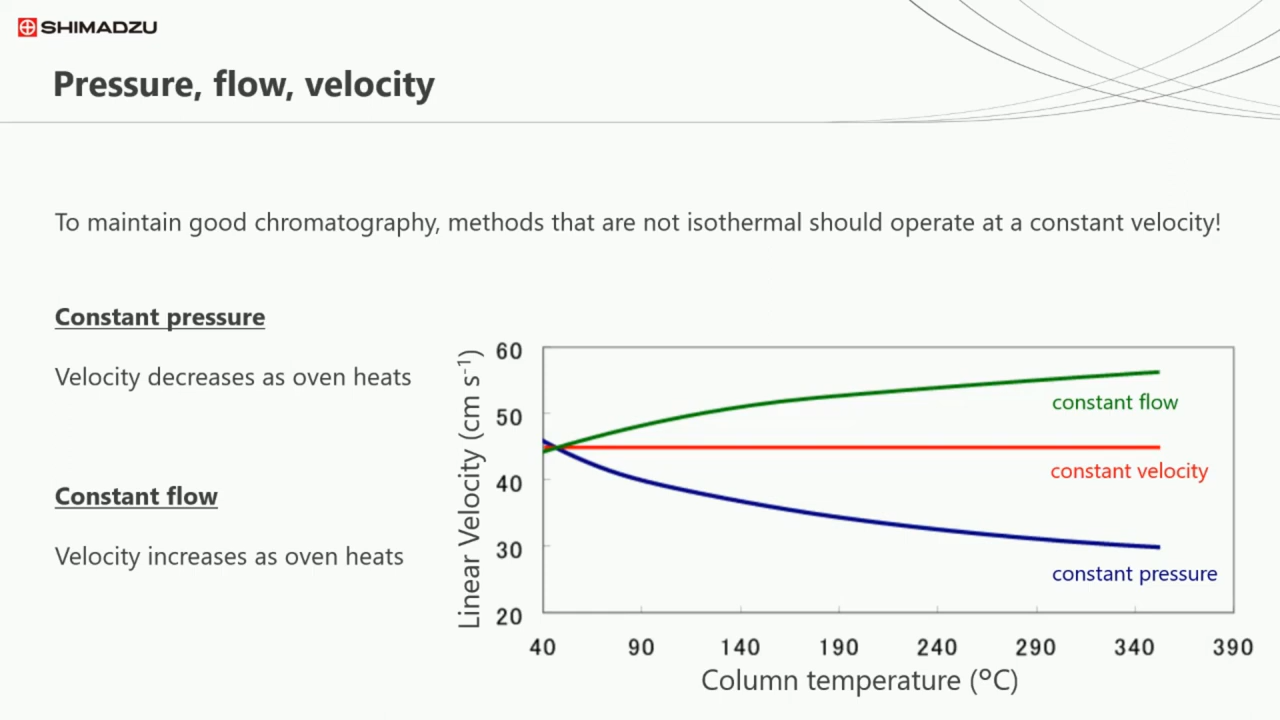 SHIMADZU
Pressure, flow, velocity
To maintain good chromatography, methods that are not isothermal should operate at a constant velocity!
Constant pressure
Velocity decreases as oven heats
Constant flow
Velocity increases as oven heats
Linear Velocity (cm s⁻¹)
60
50
40
30
20
constant flow
constant velocity
constant pressure
40 90 140 190 240 290 340 390
Column temperature (ºC)